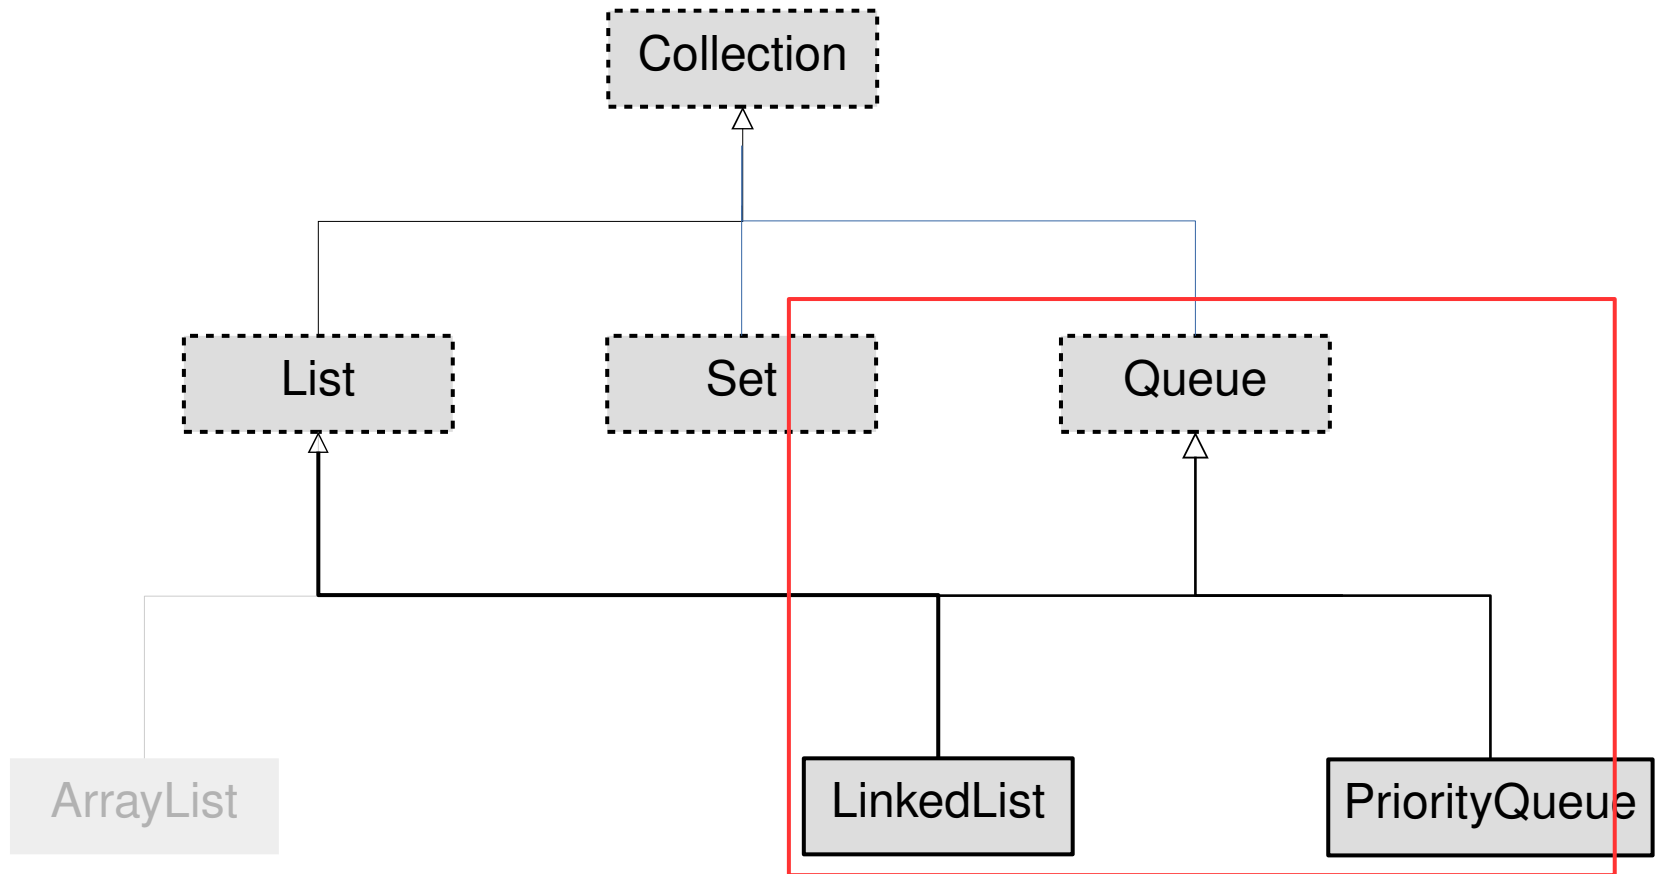 Collection
List
Set
Queue
ArrayList
LinkedList
PriorityQueue